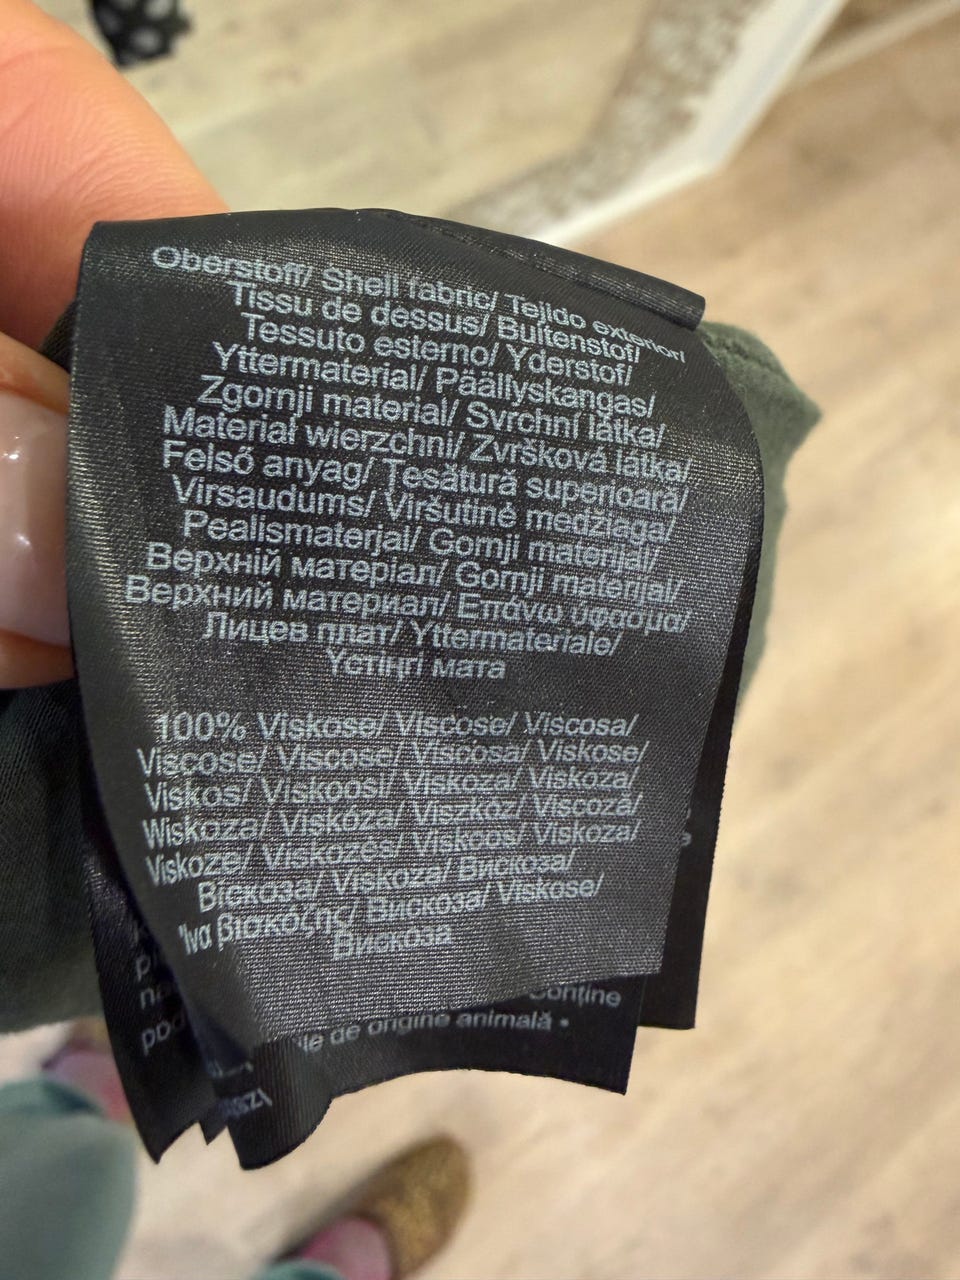 Oberstoff/ Shell fabric/ Tejido exterior/
Tissu de dessus/ Buitenstof/
Tessuto esterno/ Yderstof/
Yttermaterial/ Päällyskangas/
Zgornji material/ Svrchní látka/
Materiał wierzchni/ Zvršková látka/
Felső anyag/ Țesătură superioară/
Virsaudums/ Viršutinė medžiaga/
Pealismaterjal/ Gornji materijal/
Верхній матеріал/ Gornji materijal/
Верхний материал/ Επάνω ύφασμα/
Лицев плат/ Yttermateriale/
Үстіңгі мата
100% Viskose/ Viscose/ Viscosa/
Viscose/ Viscose/ Viscosa/ Viskose/
Viskos/ Viskoosi/ Viskoza/ Viskóza/
Wiskoza/ Viskóza/ Viszkóz/ Viscoză/
Viskoze/ Viskozės/ Viskoos/ Viskoza/
Віскоза/ Viskoza/ Вискоза/
Ίνα βισκόζης/ Вискоза/ Viskose/
Вискоза
Conține
de origine animală •